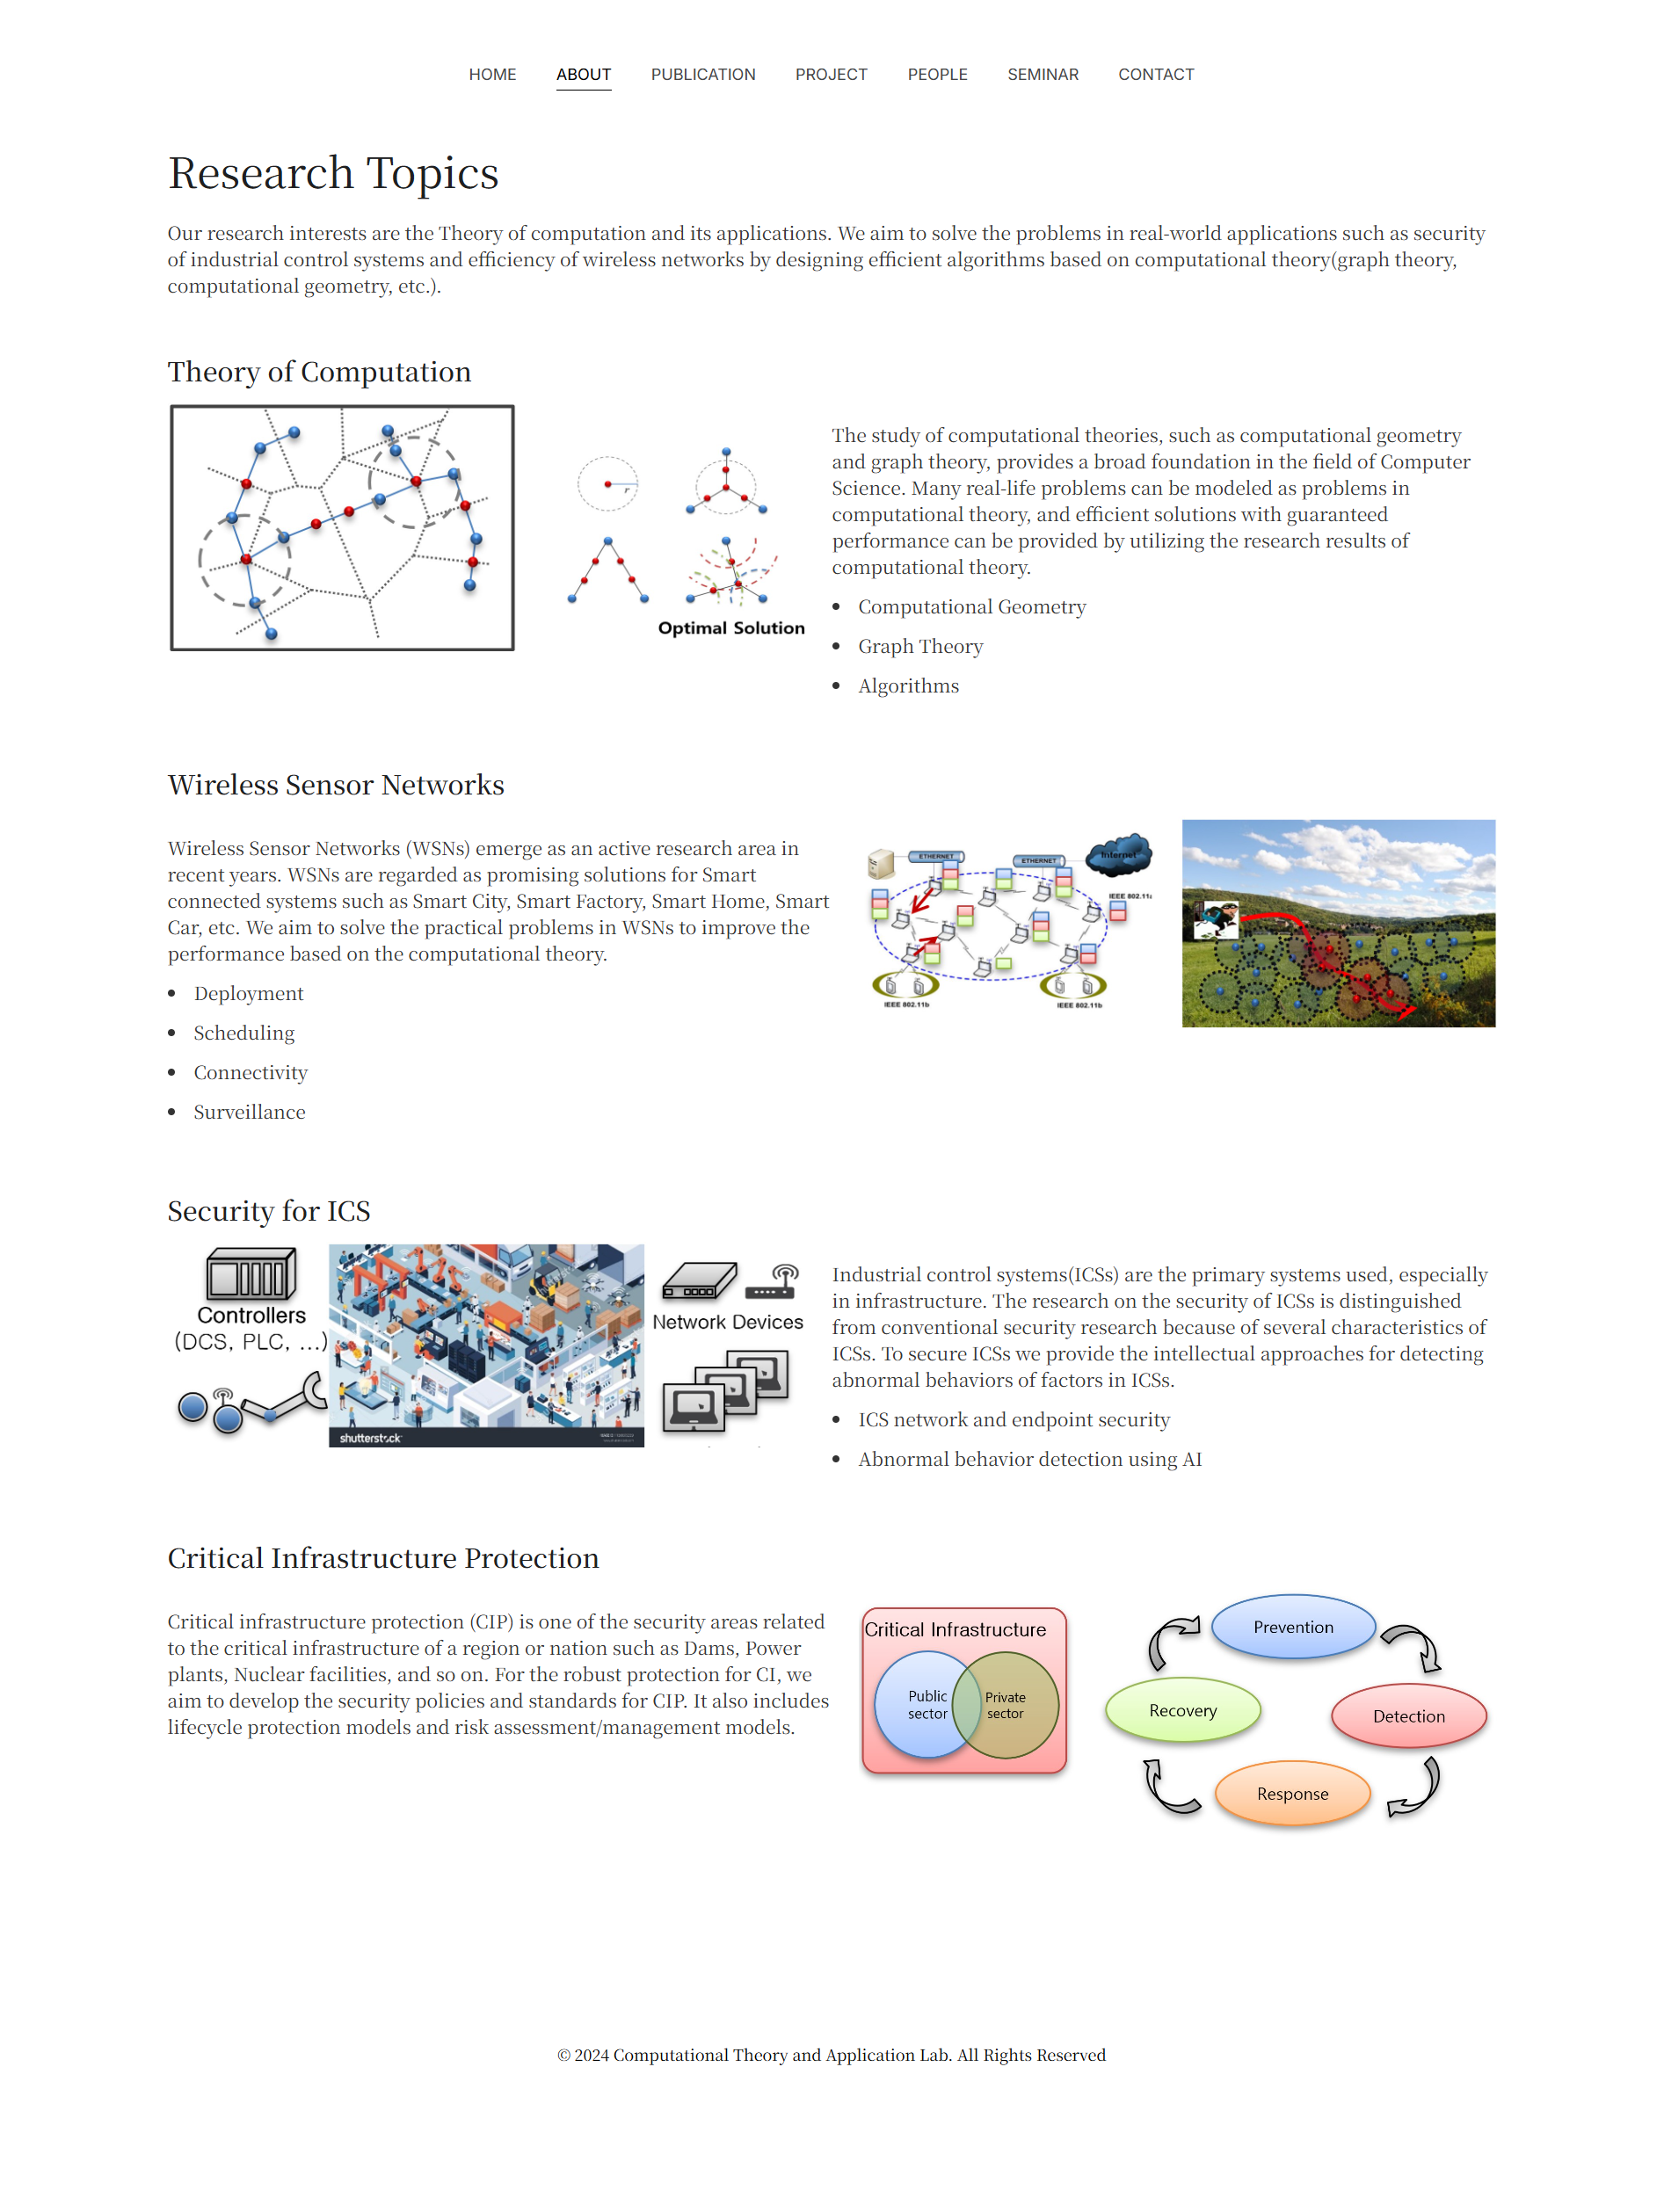 HOME ABOUT PUBLICATION PROJECT PEOPLE SEMINAR CONTACT
Research Topics
Our research interests are the Theory of computation and its applications. We aim to solve the problems in real-world applications such as security
of industrial control systems and efficiency of wireless networks by designing efficient algorithms based on computational theory(graph theory,
computational geometry, etc.).
Theory of Computation
r
Optimal Solution
The study of computational theories, such as computational geometry
and graph theory, provides a broad foundation in the field of Computer
Science. Many real-life problems can be modeled as problems in
computational theory, and efficient solutions with guaranteed
performance can be provided by utilizing the research results of
computational theory.
Computational Geometry
Graph Theory
Algorithms
Wireless Sensor Networks
Wireless Sensor Networks (WSNs) emerge as an active research area in
recent years. WSNs are regarded as promising solutions for Smart
connected systems such as Smart City, Smart Factory, Smart Home, Smart
Car, etc. We aim to solve the practical problems in WSNs to improve the
performance based on the computational theory.
Deployment
Scheduling
Connectivity
Surveillance
ETHERNET
ETHERNET
Internet
IEEE 802.11
IEEE 802.11b
IEEE 802.11b
Security for ICS
Controllers
(DCS, PLC, ...)
shutterstock
Network Devices
Industrial control systems(ICSs) are the primary systems used, especially
in infrastructure. The research on the security of ICSs is distinguished
from conventional security research because of several characteristics of
ICSs. To secure ICSs we provide the intellectual approaches for detecting
abnormal behaviors of factors in ICSs.
ICS network and endpoint security
Abnormal behavior detection using AI
Critical Infrastructure Protection
Critical infrastructure protection (CIP) is one of the security areas related
to the critical infrastructure of a region or nation such as Dams, Power
plants, Nuclear facilities, and so on. For the robust protection for CI, we
aim to develop the security policies and standards for CIP. It also includes
lifecycle protection models and risk assessment/management models.
Critical Infrastructure
Public
sector
Private
sector
Prevention
Recovery
Detection
Response
© 2024 Computational Theory and Application Lab. All Rights Reserved